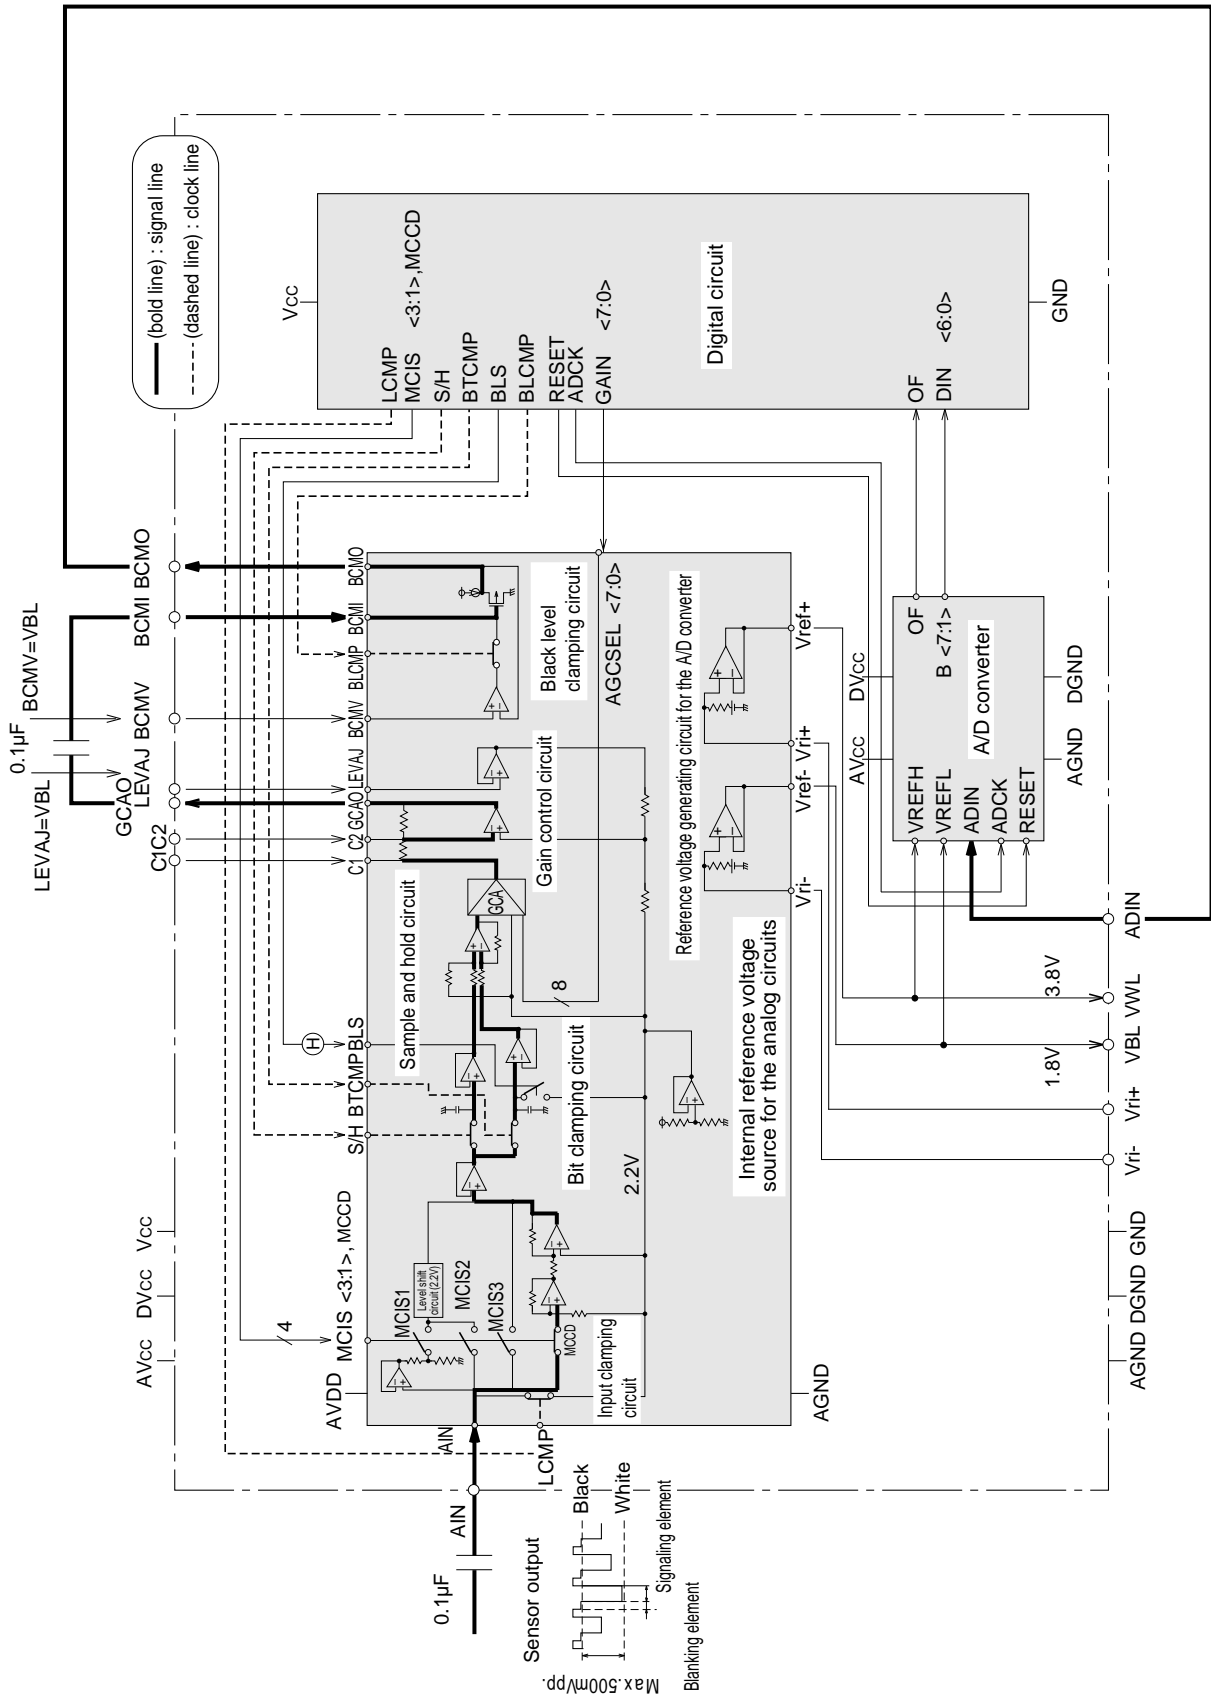 (bold line) : signal line
(dashed line) : clock line
LEVAJ=VBL
0.1µF
BCMV=VBL
C1C2
GCAO
LEVAJ
BCMV
BCMI
BCMO
AVCC
DVCC
VCC
VCC
LCMP
MCIS <3:1>,MCCD
S/H
BTCMP
BLS
BLCMP
RESET
ADCK
GAIN <7:0>
Digital circuit
OF
DIN <6:0>
GND
AVDD
MCIS <3:1>, MCCD
4
S/H
BTCMP
BLS
H
C1
C2
GCAO
LEVAJ
BCMV
BLCMP
BCMI
BCMO
MCIS1
Level shift
circuit(2.2V)
MCIS2
MCIS3
MCCD
Input clamping
circuit
AIN
LCMP
Sample and hold circuit
Bit clamping circuit
GCA
8
Gain control circuit
Black level
clamping circuit
AGCSEL <7:0>
2.2V
Internal reference voltage
source for the analog circuits
Reference voltage generating circuit for the A/D converter
AGND
Vri-
Vref-
Vri+
Vref+
AVCC
DVCC
VREFH
VREFL
ADIN
ADCK
RESET
OF
B <7:1>
A/D converter
AGND
DGND
0.1µF
AIN
Sensor output
Black
White
Max.500mVpp.
Signaling element
Blanking element
1.8V
3.8V
AGND
DGND
GND
Vri-
Vri+
VBL
VWL
ADIN